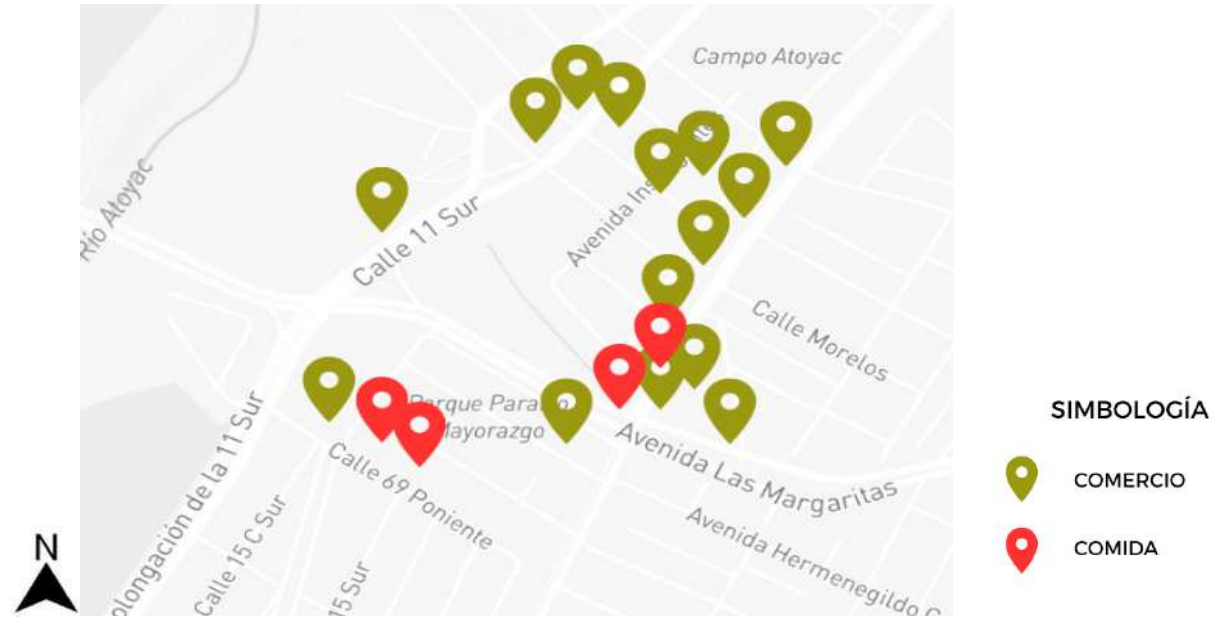 Campo Atoyac
Río Atoyac
Calle 11 Sur
Avenida Ins
Calle Morelos
Parque Para
Mayorazgo
Avenida Las Margaritas
Calle 69 Poniente
olongación de la 11 Sur
Calle 15 C Sur
15 Sur
Avenida Hermenegildo G
N
SIMBOLOGÍA
COMERCIO
COMIDA